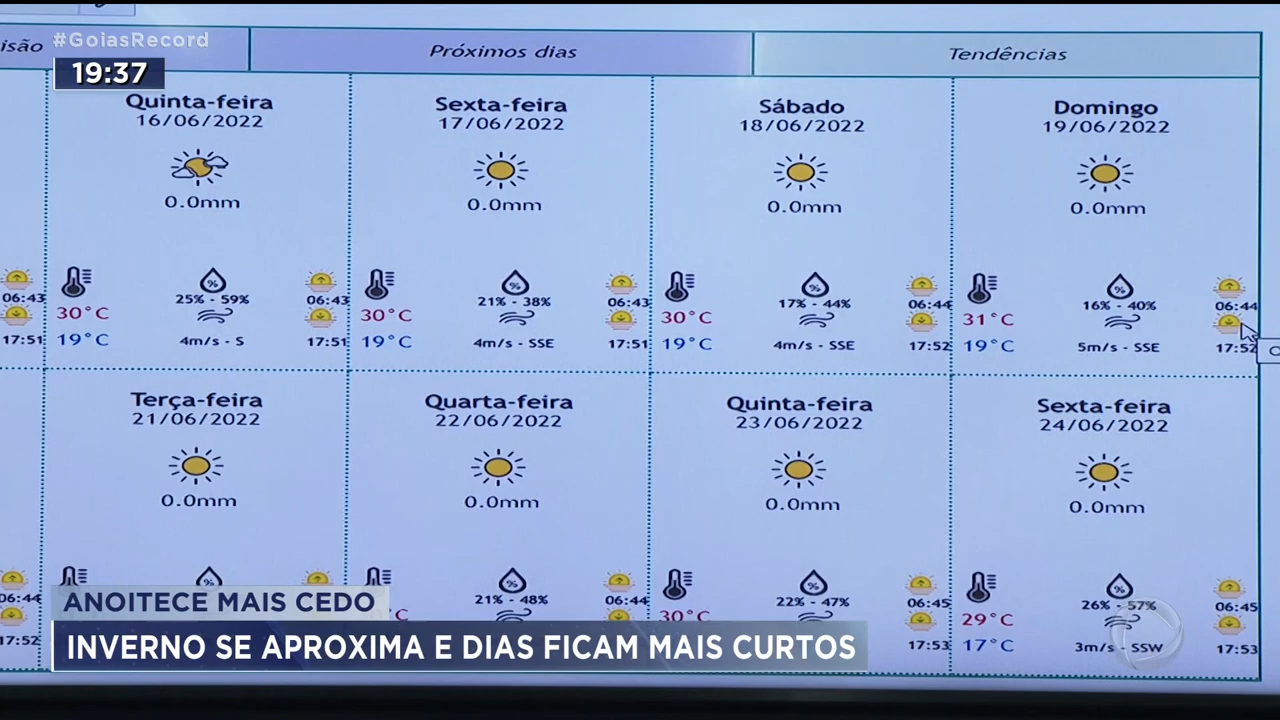 isão
#GoiasRecord
Próximos dias
Tendências
19:37
Quinta-feira
16/06/2022
0.0mm
06:43
30°C
25% - 59%
06:43
17:51
19°C
4m/s - S
17:51
Sexta-feira
17/06/2022
0.0mm
30°C
21% - 38%
06:43
19°C
4m/s - SSE
17:51
Sábado
18/06/2022
0.0mm
30°C
17% - 44%
06:44
19°C
4m/s - SSE
17:52
Domingo
19/06/2022
0.0mm
31°C
16% - 40%
06:44
19°C
5m/s - SSE
17:52
Terça-feira
21/06/2022
0.0mm
06:44
17:52
Quarta-feira
22/06/2022
0.0mm
°C
21% - 48%
06:44
Quinta-feira
23/06/2022
0.0mm
30°C
22% - 47%
06:45
17:53
Sexta-feira
24/06/2022
0.0mm
29°C
26% - 57%
06:45
17°C
3m/s - SSW
17:53
ANOITECE MAIS CEDO
INVERNO SE APROXIMA E DIAS FICAM MAIS CURTOS